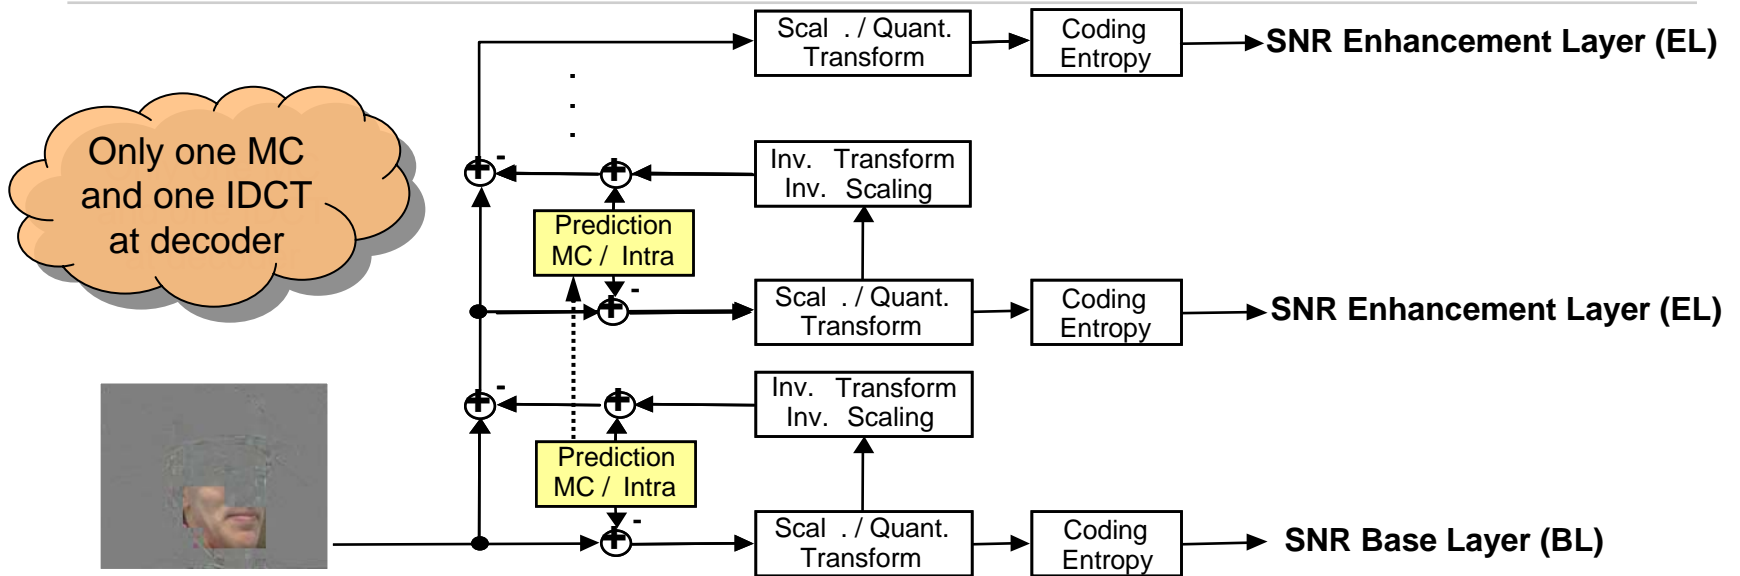 Scal . / Quant.
Transform
Coding
Entropy
SNR Enhancement Layer (EL)
.
.
.
Only one MC
and one IDCT
at decoder
+
-
+
Inv. Transform
Inv. Scaling
Prediction
MC / Intra
+
-
Scal . / Quant.
Transform
Coding
Entropy
SNR Enhancement Layer (EL)
+
-
+
Inv. Transform
Inv. Scaling
Prediction
MC / Intra
+
-
Scal . / Quant.
Transform
Coding
Entropy
SNR Base Layer (BL)